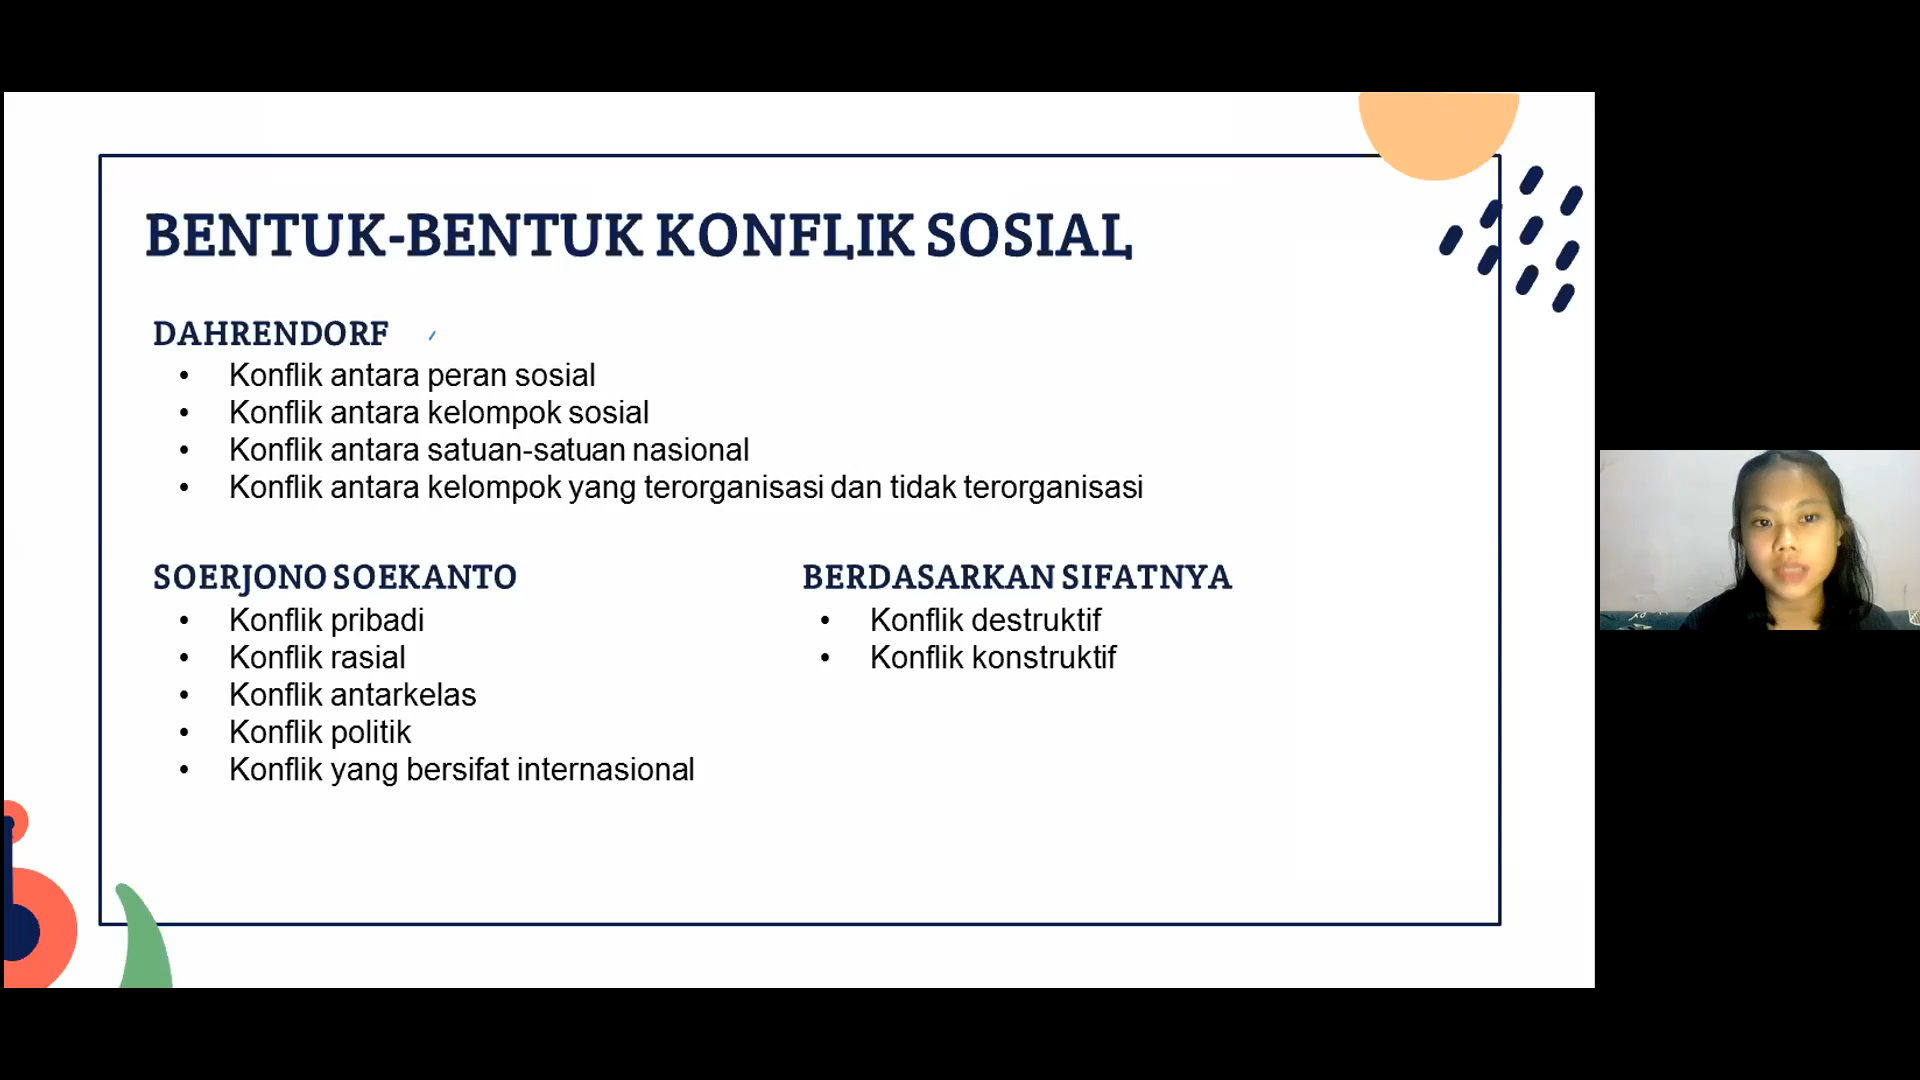 BENTUK-BENTUK KONFLIK SOSIAL
DAHRENDORF
• Konflik antara peran sosial
• Konflik antara kelompok sosial
• Konflik antara satuan-satuan nasional
• Konflik antara kelompok yang terorganisasi dan tidak terorganisasi
SOERJONO SOEKANTO
• Konflik pribadi
• Konflik rasial
• Konflik antarkelas
• Konflik politik
• Konflik yang bersifat internasional
BERDASARKAN SIFATNYA
• Konflik destruktif
• Konflik konstruktif